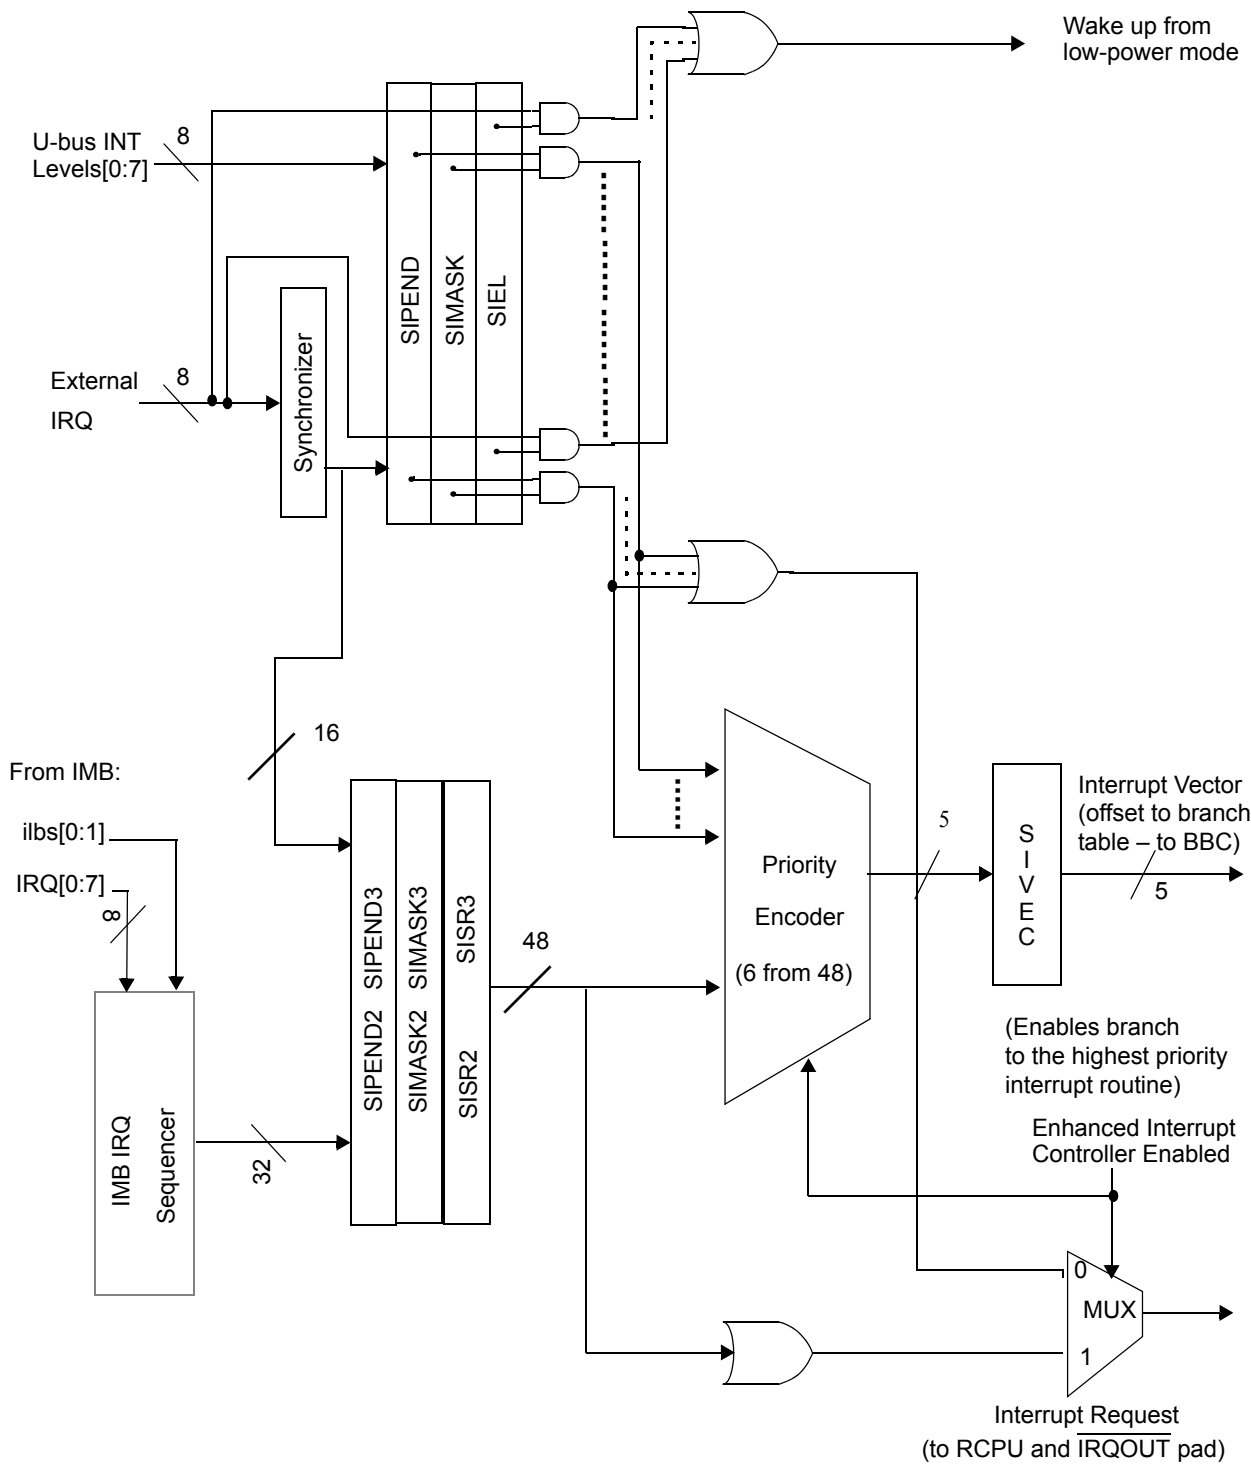 Wake up from
low-power mode
U-bus INT
Levels[0:7]
8
SIPEND
SIMASK
SIEL
External
IRQ
8
Synchronizer
16
From IMB:
ilbs[0:1]
IRQ[0:7]
8
IMB IRQ
Sequencer
32
SIPEND2 SIPEND3
SIMASK2 SIMASK3
SISR2 SISR3
48
Priority
Encoder
(6 from 48)
5
SIVEC
Interrupt Vector
(offset to branch
table – to BBC)
5
(Enables branch
to the highest priority
interrupt routine)
Enhanced Interrupt
Controller Enabled
0
MUX
1
Interrupt Request
(to RCPU and IRQOUT pad)